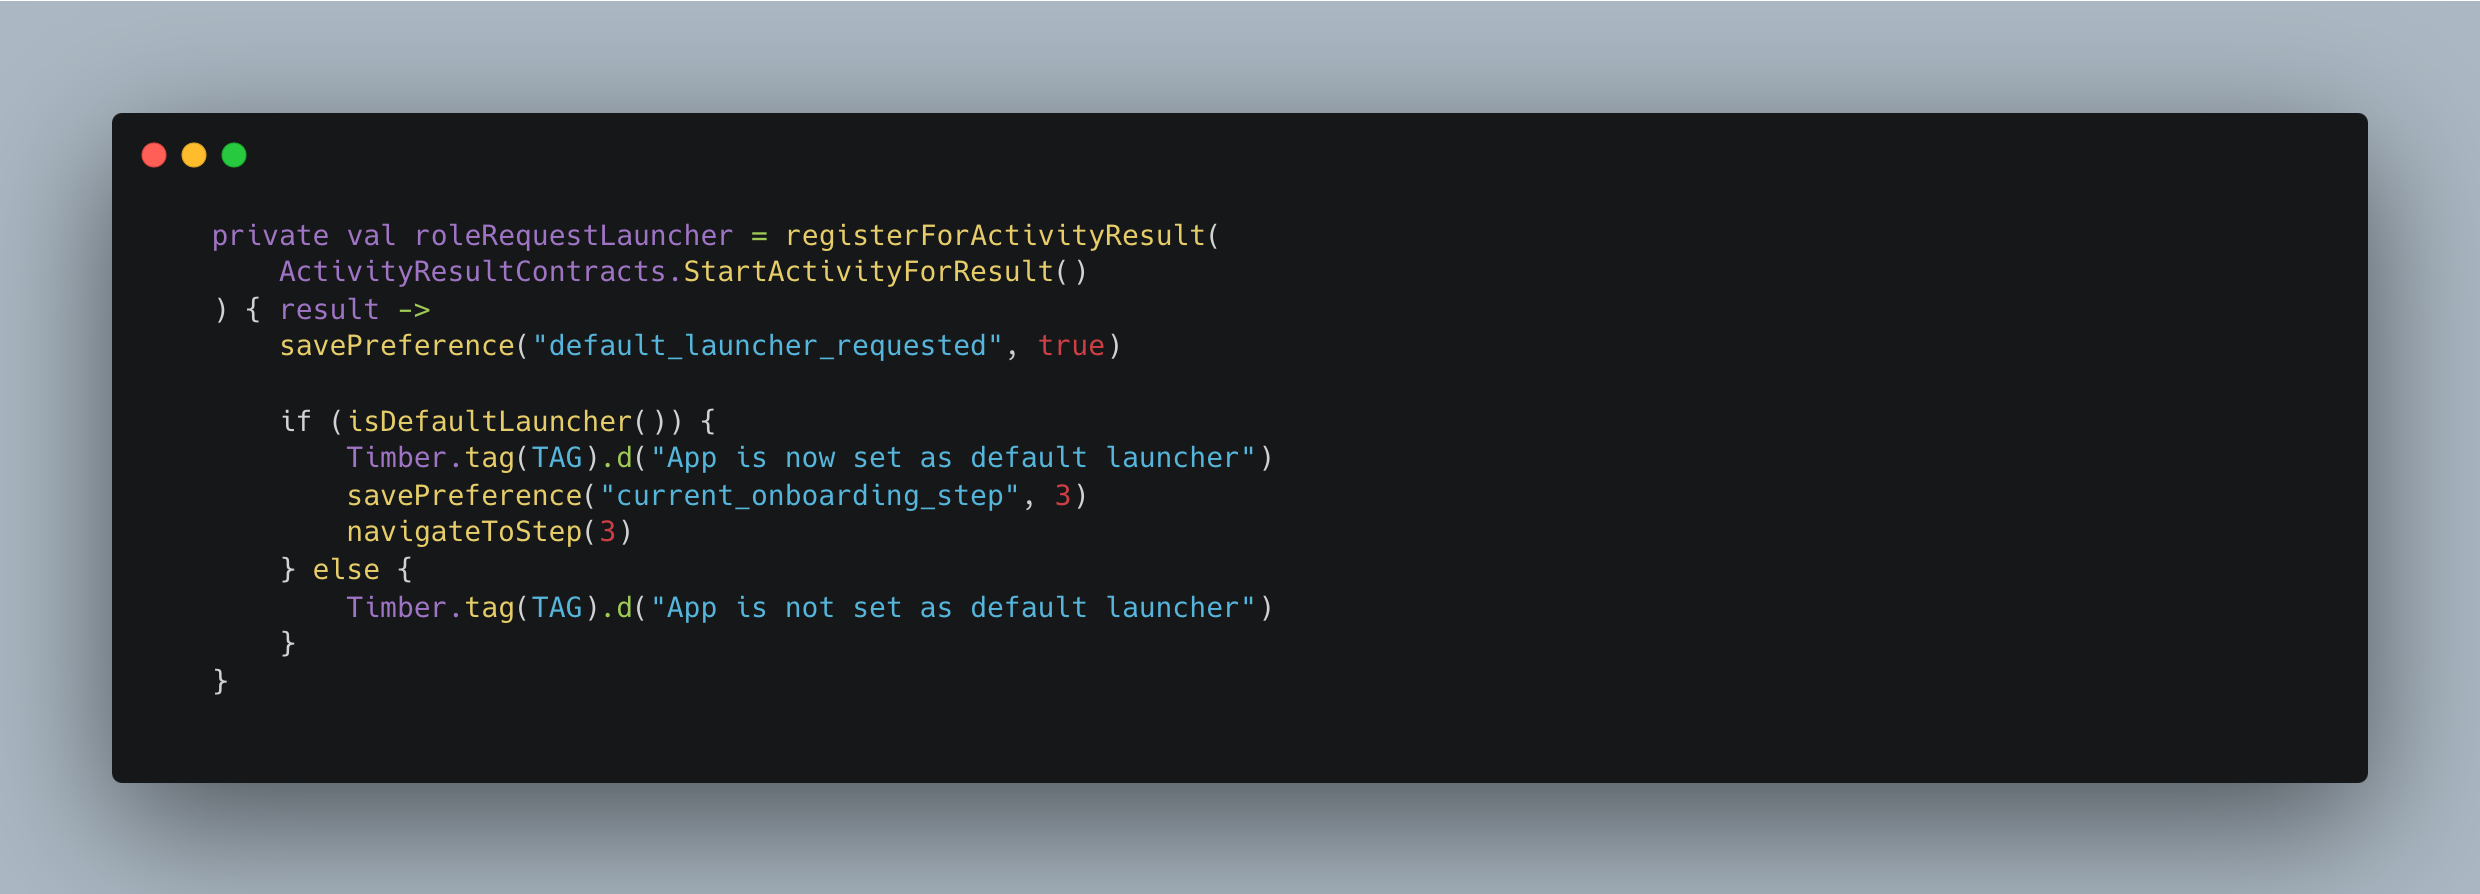 private val roleRequestLauncher = registerForActivityResult(
    ActivityResultContracts.StartActivityForResult()
) { result ->
    savePreference("default_launcher_requested", true)

    if (isDefaultLauncher()) {
        Timber.tag(TAG).d("App is now set as default launcher")
        savePreference("current_onboarding_step", 3)
        navigateToStep(3)
    } else {
        Timber.tag(TAG).d("App is not set as default launcher")
    }
}